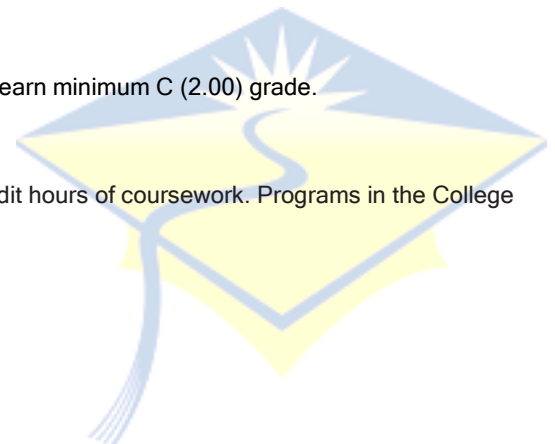 earn minimum C (2.00) grade.
dit hours of coursework. Programs in the College